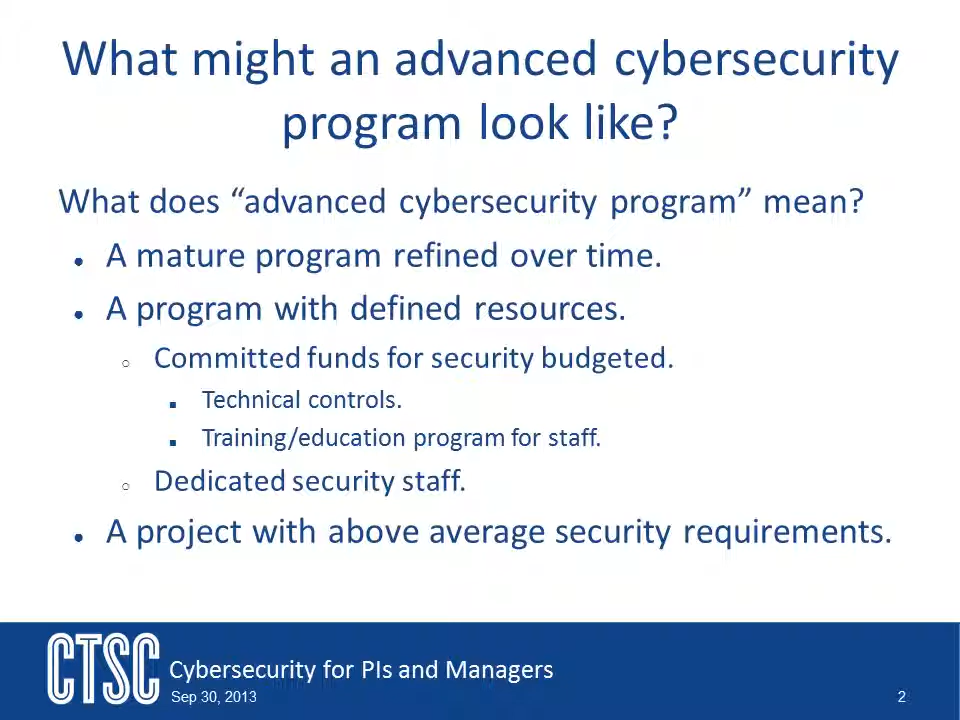 What might an advanced cybersecurity
program look like?
What does “advanced cybersecurity program” mean?
● A mature program refined over time.
● A program with defined resources.
○ Committed funds for security budgeted.
■ Technical controls.
■ Training/education program for staff.
○ Dedicated security staff.
● A project with above average security requirements.
CTSC
Cybersecurity for PIs and Managers
Sep 30, 2013
2